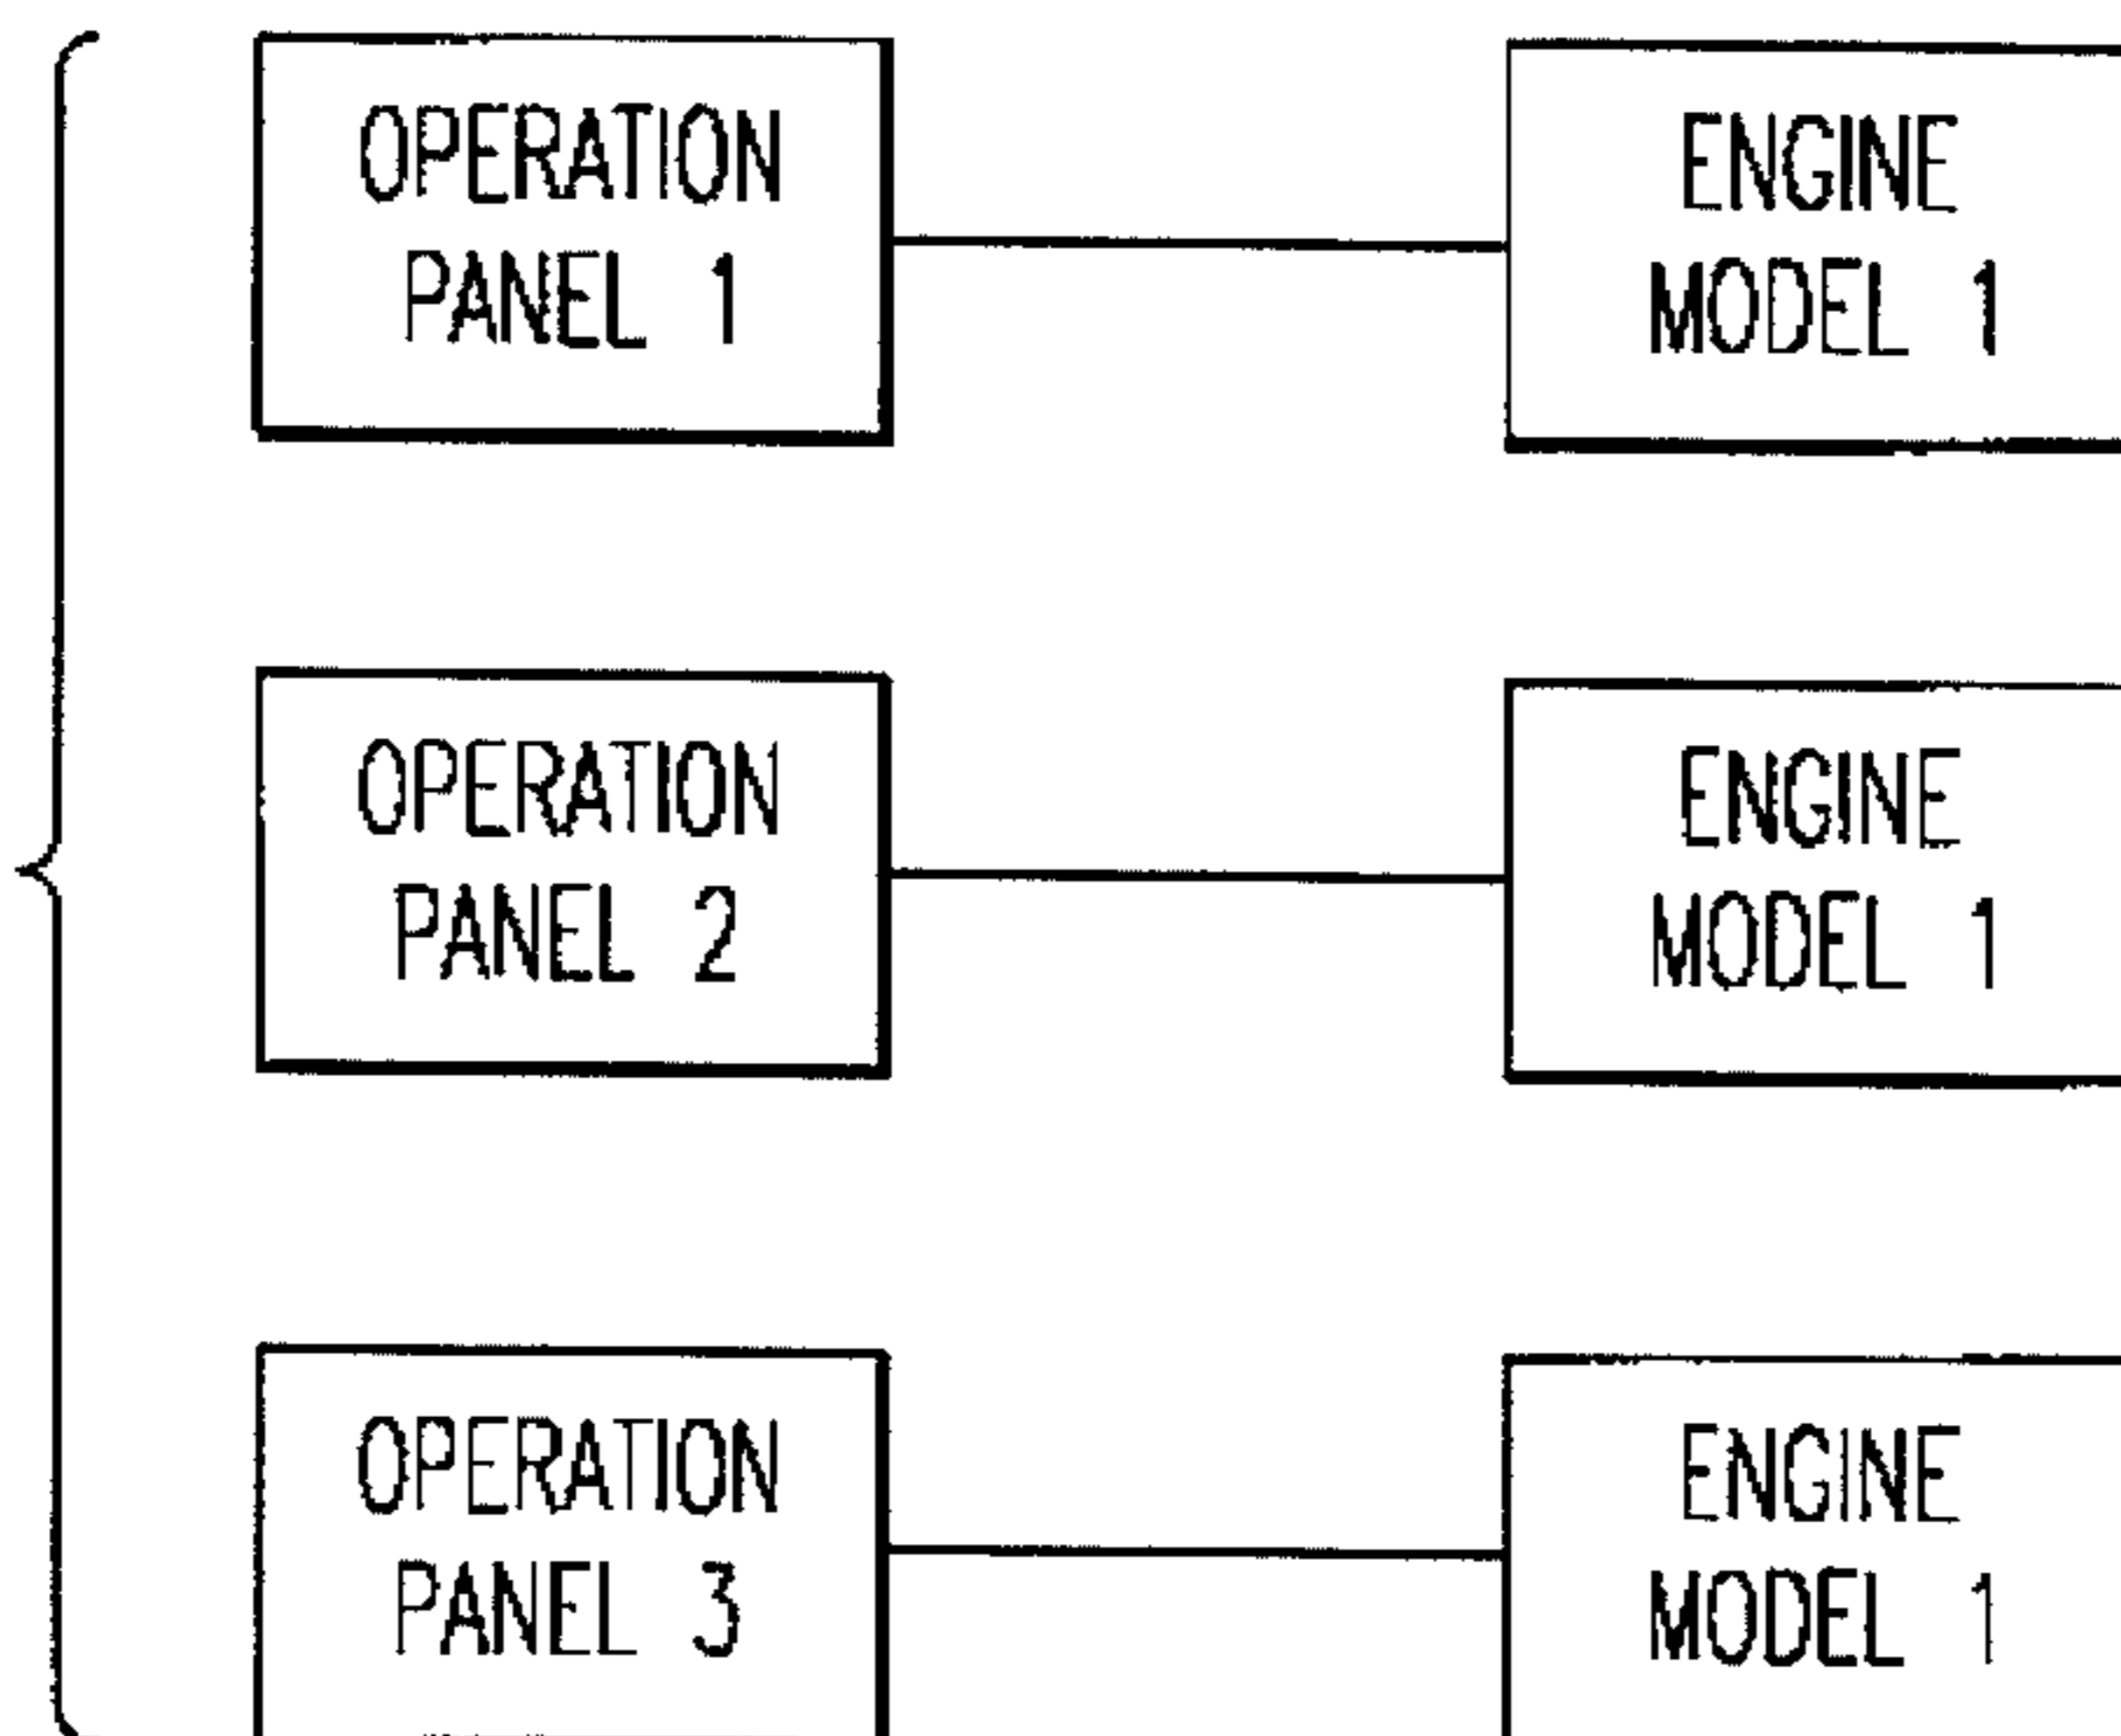 OPERATION
PANEL 1
ENGINE
MODEL 1
OPERATION
PANEL 2
ENGINE
MODEL 1
OPERATION
PANEL 3
ENGINE
MODEL 1